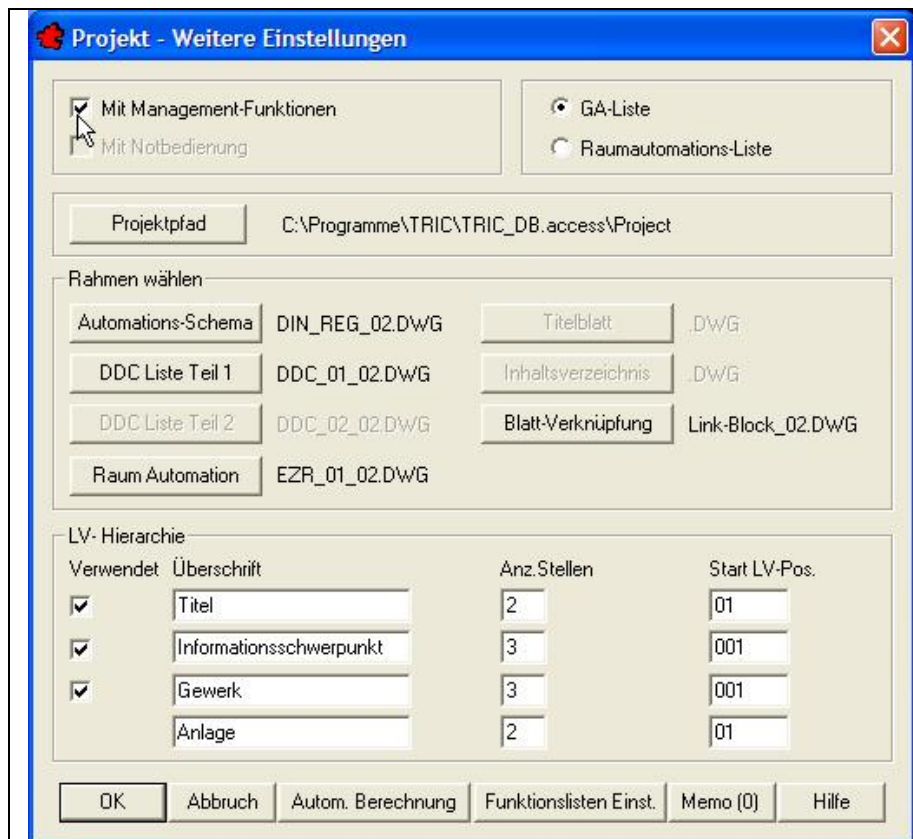 Projekt - Weitere Einstellungen
Mit Management-Funktionen
Mit Notbedienung
GA-Liste
Raumautomations-Liste
Projektpfad C:\Programme\TRIC\TRIC_DB.access\Project
Rahmen wählen
Automations-Schema DIN_REG_02.DWG Titelblatt .DWG
DDC Liste Teil 1 DDC_01_02.DWG Inhaltsverzeichnis .DWG
DDC Liste Teil 2 DDC_02_02.DWG Blatt-Verknüpfung Link-Block_02.DWG
Raum Automation EZR_01_02.DWG
LV- Hierarchie
Verwendet Überschrift Anz.Stellen Start LV-Pos.
Titel 2 01
Informationsschwerpunkt 3 001
Gewerk 3 001
Anlage 2 01
OK Abbruch Autom. Berechnung Funktionslisten Einst. Memo (0) Hilfe